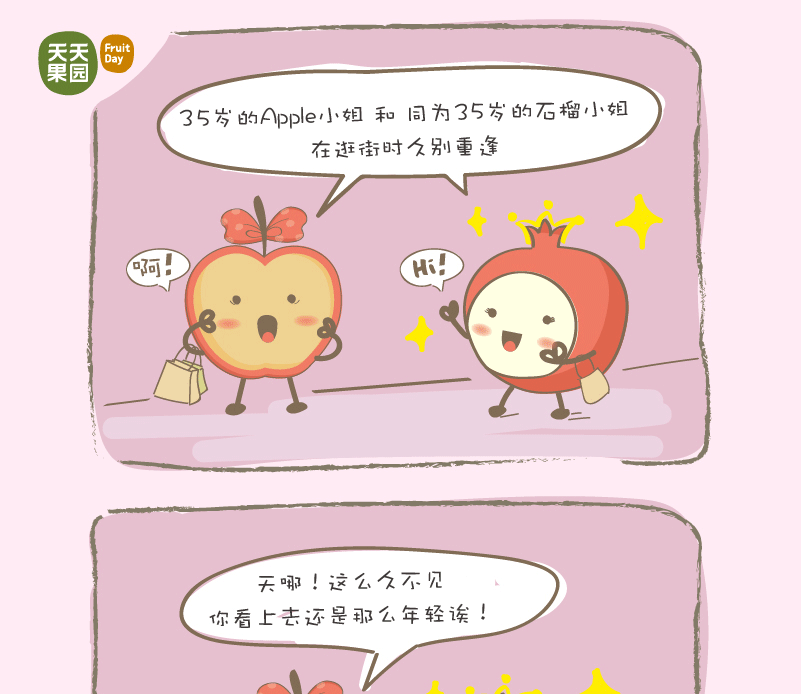 天天
果园
Fruit
Day
35岁的Apple小姐 和 同为35岁的石榴小姐
在逛街时久别重逢
啊!
Hi!
天哪!这么久不见
你看上去还是那么年轻诶!